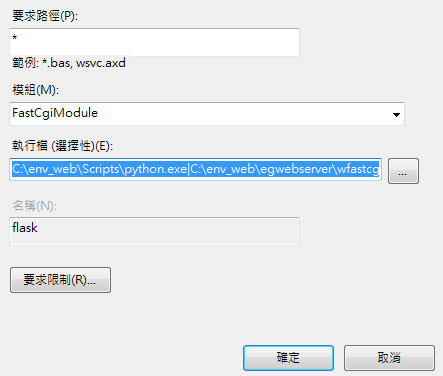 要求路徑(P):
*
範例: *.bas, wsvc.axd
模組(M):
FastCgiModule
執行檔 (選擇性)(E):
C:\env_web\Scripts\python.exe|C:\env_web\egwebserver\wfastcg
...
名稱(N):
flask
要求限制(R)...
確定
取消